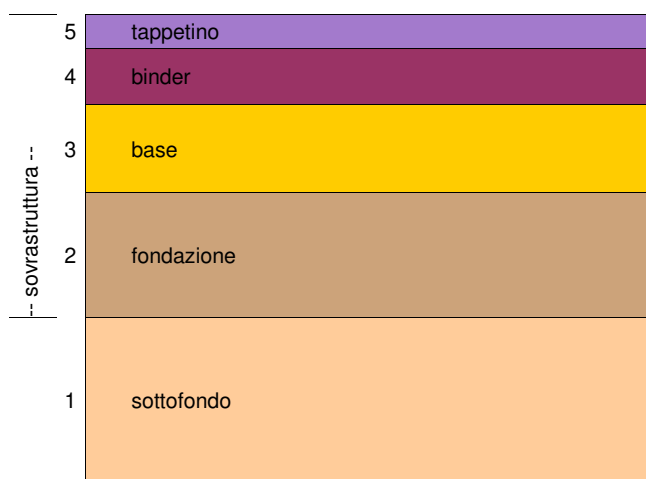 5 tappetino
4 binder
3 base
2 fondazione
1 sottofondo
-- sovrastruttura --